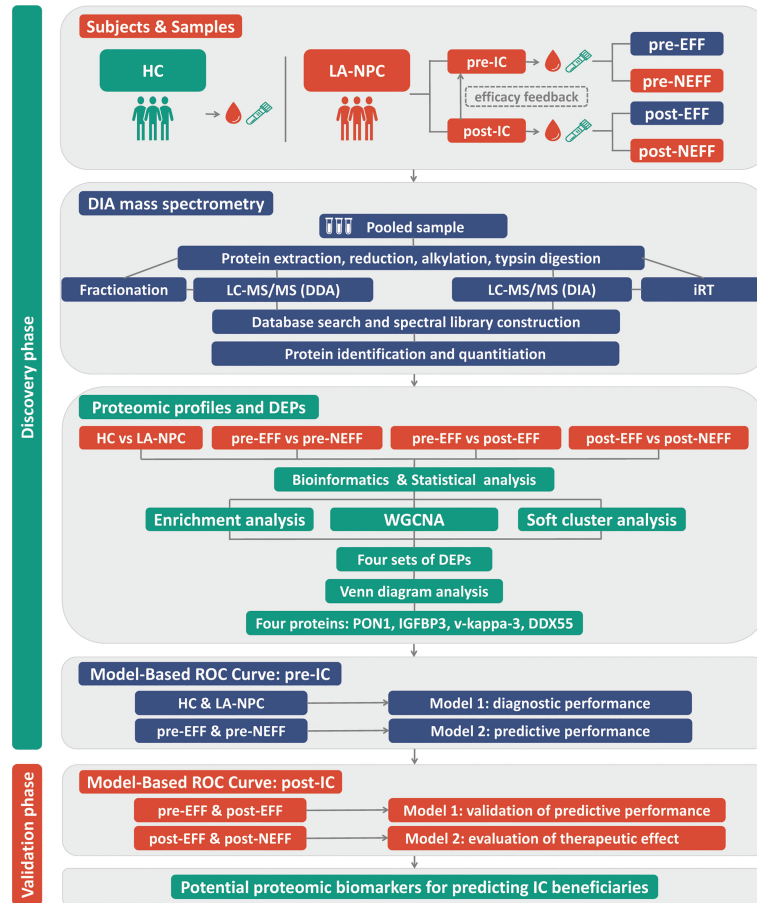 Discovery phase
Subjects & Samples
HC
LA-NPC
pre-IC
efficacy feedback
post-IC
pre-EFF
pre-NEFF
post-EFF
post-NEFF
DIA mass spectrometry
Pooled sample
Protein extraction, reduction, alkylation, typsin digestion
Fractionation
LC-MS/MS (DDA)
LC-MS/MS (DIA)
iRT
Database search and spectral library construction
Protein identification and quantitiation
Proteomic profiles and DEPs
HC vs LA-NPC
pre-EFF vs pre-NEFF
pre-EFF vs post-EFF
post-EFF vs post-NEFF
Bioinformatics & Statistical analysis
Enrichment analysis
WGCNA
Soft cluster analysis
Four sets of DEPs
Venn diagram analysis
Four proteins: PON1, IGFBP3, v-kappa-3, DDX55
Model-Based ROC Curve: pre-IC
HC & LA-NPC
Model 1: diagnostic performance
pre-EFF & pre-NEFF
Model 2: predictive performance
Validation phase
Model-Based ROC Curve: post-IC
pre-EFF & post-EFF
Model 1: validation of predictive performance
post-EFF & post-NEFF
Model 2: evaluation of therapeutic effect
Potential proteomic biomarkers for predicting IC beneficiaries